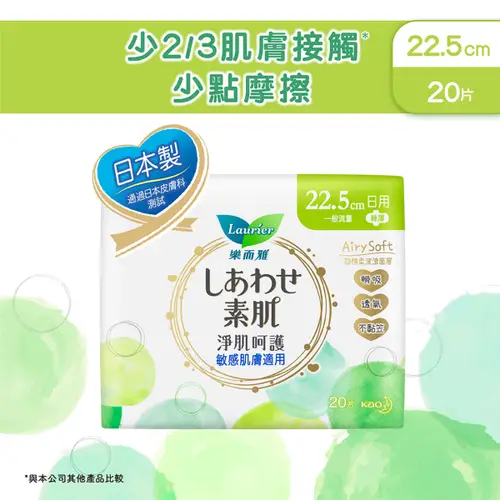 少2/3肌膚接觸*
少點摩擦
22.5cm
20片
日本製
通過日本皮膚科
測試
22.5cm日用
一般流量
Laurier
樂而雅
しあわせ
素肌
淨肌呵護
敏感肌膚適用
AirySoft
瞬吸
透氣
不黏笠
20片
Kao
*與本公司其他產品比較